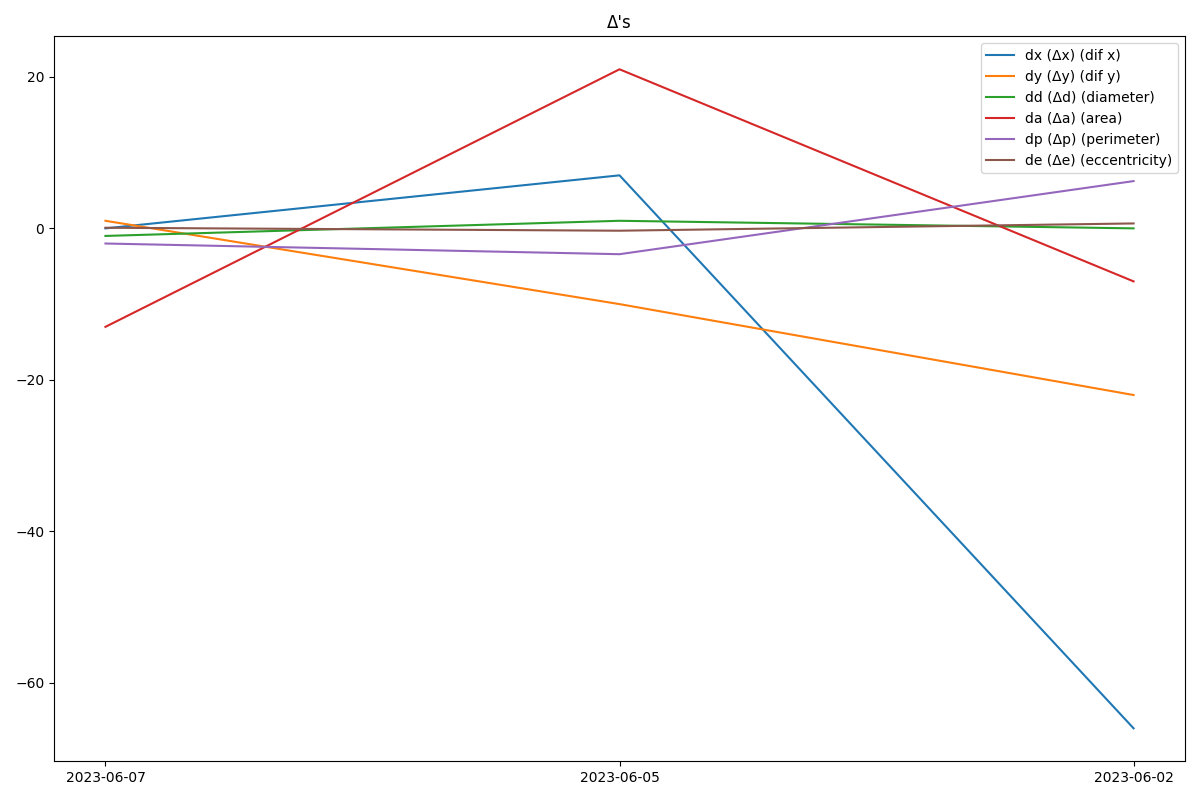 Δ's
dx (Δx) (dif x)
dy (Δy) (dif y)
dd (Δd) (diameter)
da (Δa) (area)
dp (Δp) (perimeter)
de (Δe) (eccentricity)
20
0
−20
−40
−60
2023-06-07
2023-06-05
2023-06-02